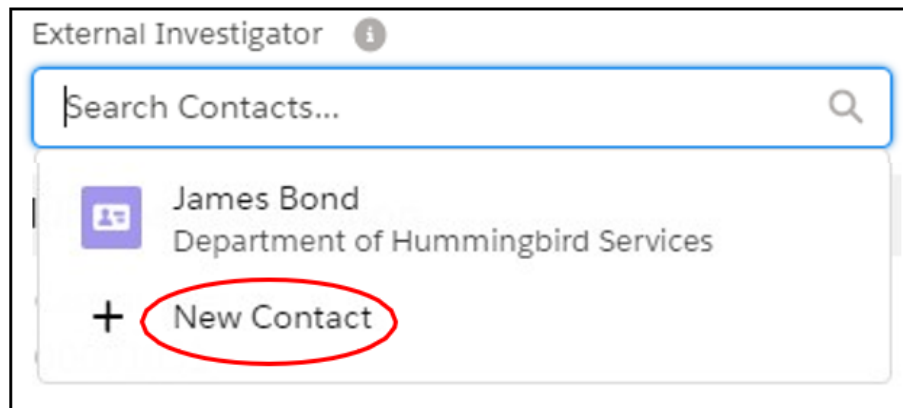 External Investigator
Search Contacts...
James Bond
Department of Hummingbird Services
+ New Contact